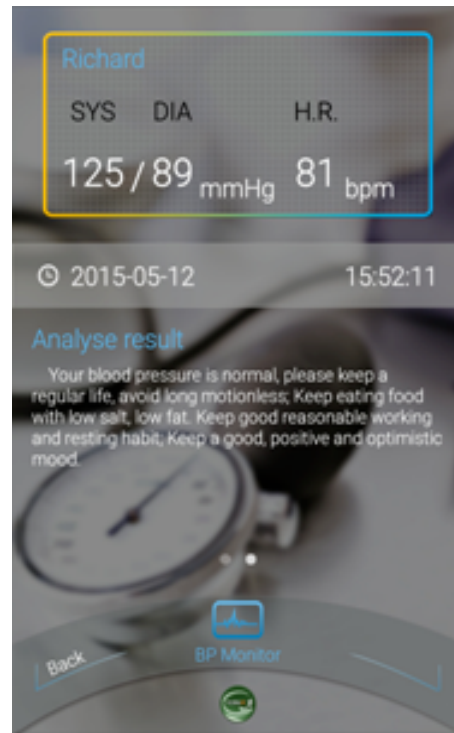 Richard
SYS DIA H.R.
125 / 89 mmHg 81 bpm
2015-05-12 15:52:11
Analyse result
Your blood pressure is normal, please keep a
regular life, avoid long motionless; Keep eating food
with low salt, low fat. Keep good reasonable working
and resting habit; Keep a good, positive and optimistic
mood.
Back
BP Monitor